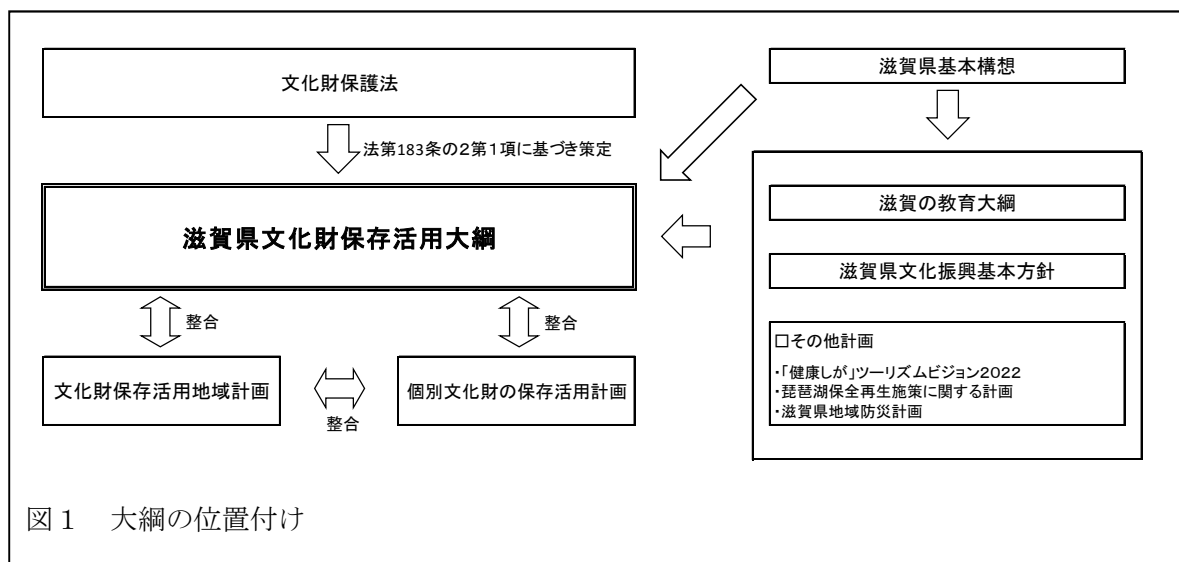 文化財保護法
法第183条の2第1項に基づき策定
滋賀県文化財保存活用大綱
整合
整合
文化財保存活用地域計画
整合
個別文化財の保存活用計画
滋賀県基本構想
滋賀の教育大綱
滋賀県文化振興基本方針
□その他計画
・「健康しが」ツーリズムビジョン2022
・琵琶湖保全再生施策に関する計画
・滋賀県地域防災計画
図1 大綱の位置付け